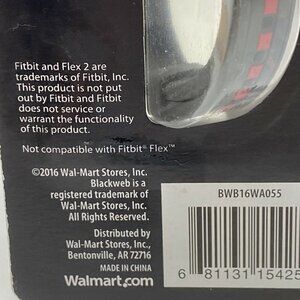 Fitbit and Flex 2 are
trademarks of Fitbit, Inc.
This product is not put
out by Fitbit and Fitbit
does not service or
warrant the functionality
of this product.
Not compatible with Fitbit® Flex™
©2016 Wal-Mart Stores, Inc.
Blackweb is a
registered trademark of
Wal-Mart Stores, Inc.
All Rights Reserved.
Distributed by
Wal-Mart Stores, Inc.,
Bentonville, AR 72716
MADE IN CHINA
Walmart.com
BWB16WA055
6 81131 15425